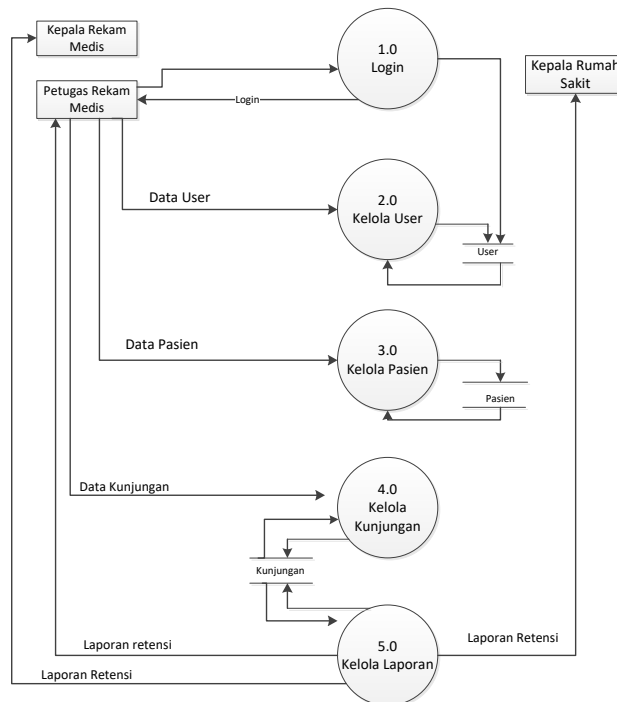 Kepala Rekam
Medis
1.0
Login
Kepala Rumah
Sakit
Petugas Rekam
Medis
Login
Data User
2.0
Kelola User
User
Data Pasien
3.0
Kelola Pasien
Pasien
Data Kunjungan
4.0
Kelola
Kunjungan
Kunjungan
Laporan retensi
5.0
Kelola Laporan
Laporan Retensi
Laporan Retensi